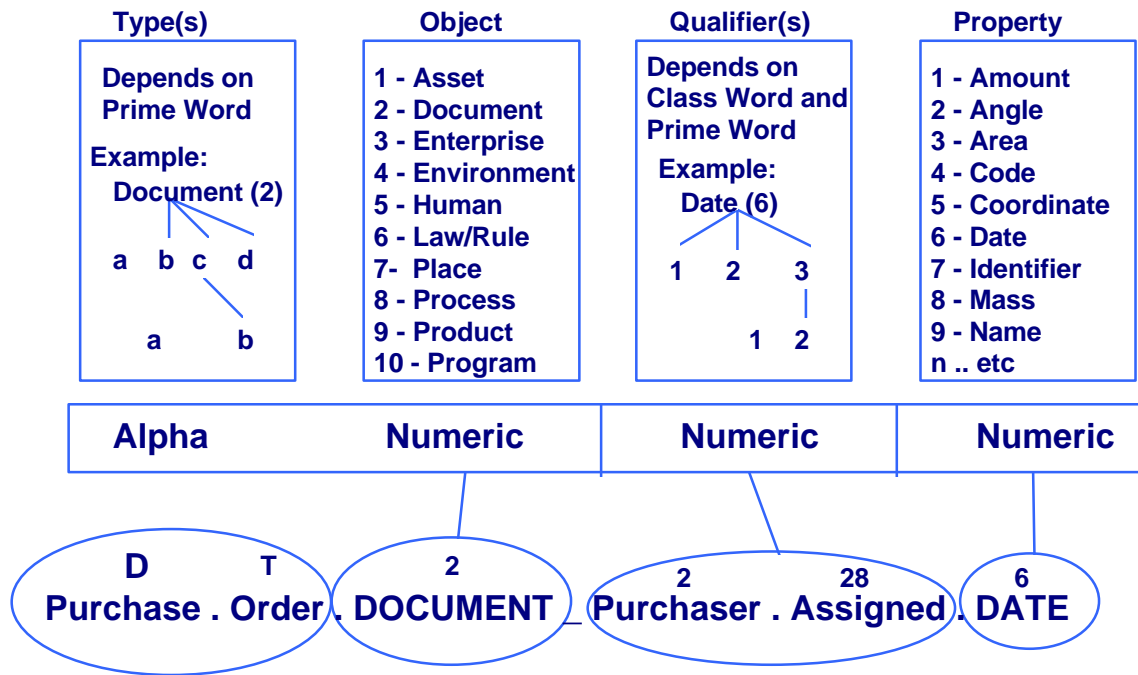 Type(s)
Depends on
Prime Word
Example:
Document (2)
a b c d
a b
Object
1 - Asset
2 - Document
3 - Enterprise
4 - Environment
5 - Human
6 - Law/Rule
7- Place
8 - Process
9 - Product
10 - Program
Qualifier(s)
Depends on
Class Word and
Prime Word
Example:
Date (6)
1 2 3
1 2
Property
1 - Amount
2 - Angle
3 - Area
4 - Code
5 - Coordinate
6 - Date
7 - Identifier
8 - Mass
9 - Name
n .. etc
Alpha Numeric Numeric Numeric
D T 2 2 28 6
Purchase . Order . DOCUMENT _ Purchaser . Assigned . DATE